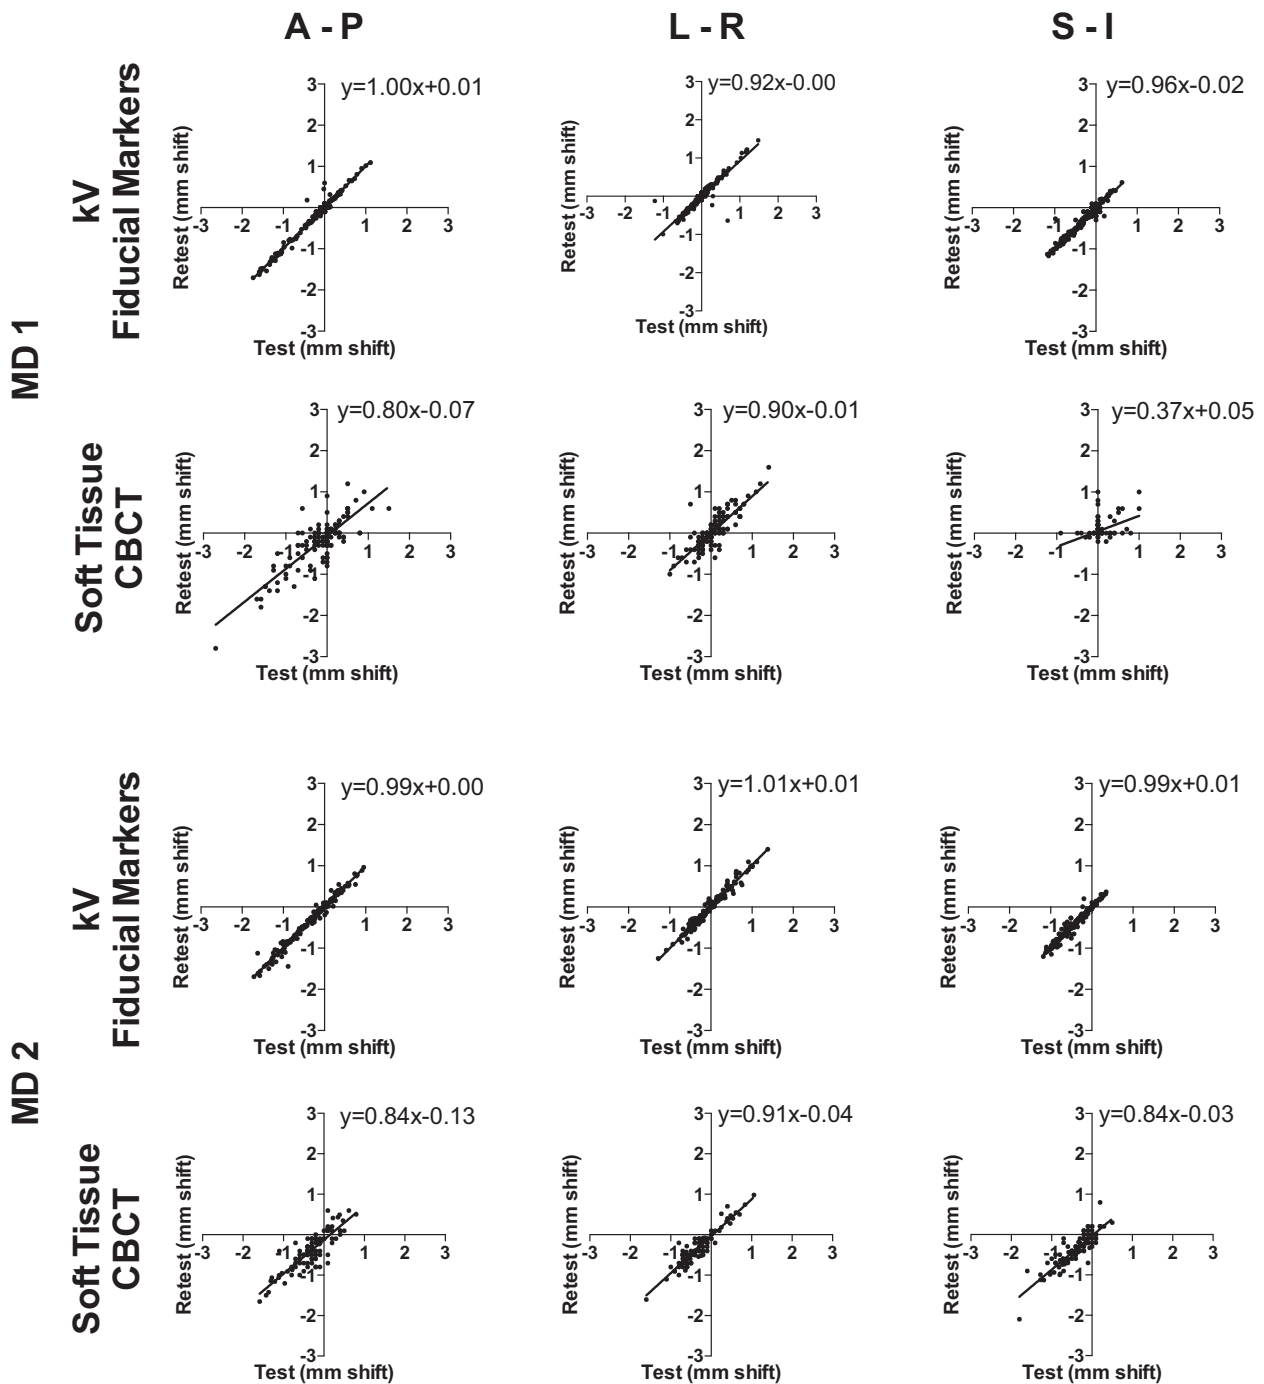 A - P
L - R
S - I
MD 1
kV
Fiducial Markers
y=1.00x+0.01
Retest (mm shift)
3
2
1
-3 -2 -1 1 2 3
-1
-2
-3
Test (mm shift)
y=0.92x-0.00
Retest (mm shift)
3
2
1
-3 -2 -1 1 2 3
-1
-2
-3
Test (mm shift)
y=0.96x-0.02
Retest (mm shift)
3
2
1
-3 -2 -1 1 2 3
-1
-2
-3
Test (mm shift)
Soft Tissue
CBCT
y=0.80x-0.07
Retest (mm shift)
3
2
1
-3 -2 -1 1 2 3
-1
-2
-3
Test (mm shift)
y=0.90x-0.01
Retest (mm shift)
3
2
1
-3 -2 -1 1 2 3
-1
-2
-3
Test (mm shift)
y=0.37x+0.05
Retest (mm shift)
3
2
1
-3 -2 -1 1 2 3
-1
-2
-3
Test (mm shift)
MD 2
kV
Fiducial Markers
y=0.99x+0.00
Retest (mm shift)
3
2
1
-3 -2 -1 1 2 3
-1
-2
-3
Test (mm shift)
y=1.01x+0.01
Retest (mm shift)
3
2
1
-3 -2 -1 1 2 3
-1
-2
-3
Test (mm shift)
y=0.99x+0.01
Retest (mm shift)
3
2
1
-3 -2 -1 1 2 3
-1
-2
-3
Test (mm shift)
Soft Tissue
CBCT
y=0.84x-0.13
Retest (mm shift)
3
2
1
-3 -2 -1 1 2 3
-1
-2
-3
Test (mm shift)
y=0.91x-0.04
Retest (mm shift)
3
2
1
-3 -2 -1 1 2 3
-1
-2
-3
Test (mm shift)
y=0.84x-0.03
Retest (mm shift)
3
2
1
-3 -2 -1 1 2 3
-1
-2
-3
Test (mm shift)